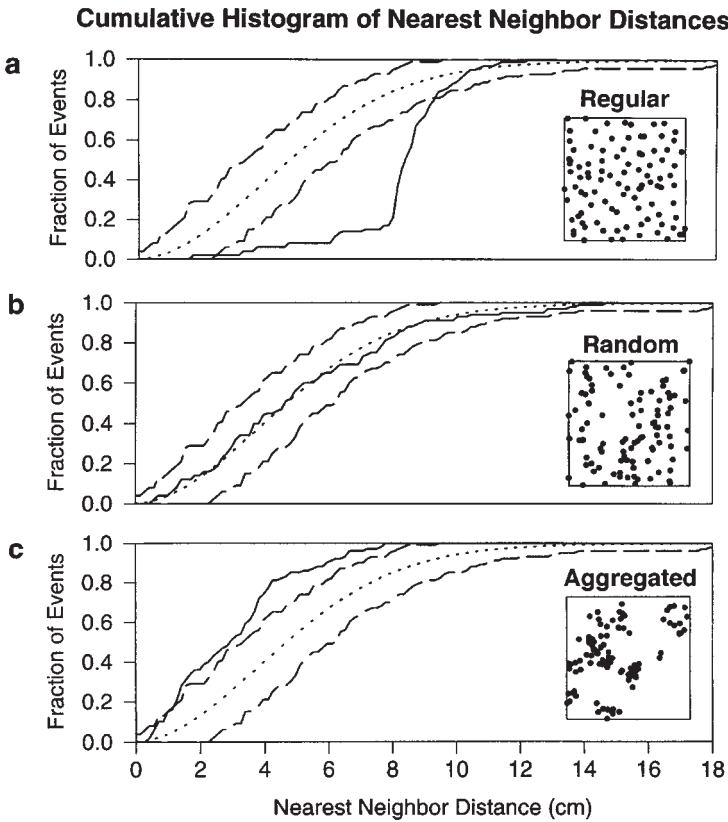 Cumulative Histogram of Nearest Neighbor Distances
a
Fraction of Events
1.0
0.8
0.6
0.4
0.2
0.0
Regular
b
Fraction of Events
1.0
0.8
0.6
0.4
0.2
0.0
Random
c
Fraction of Events
1.0
0.8
0.6
0.4
0.2
0.0
Aggregated
0 2 4 6 8 10 12 14 16 18
Nearest Neighbor Distance (cm)